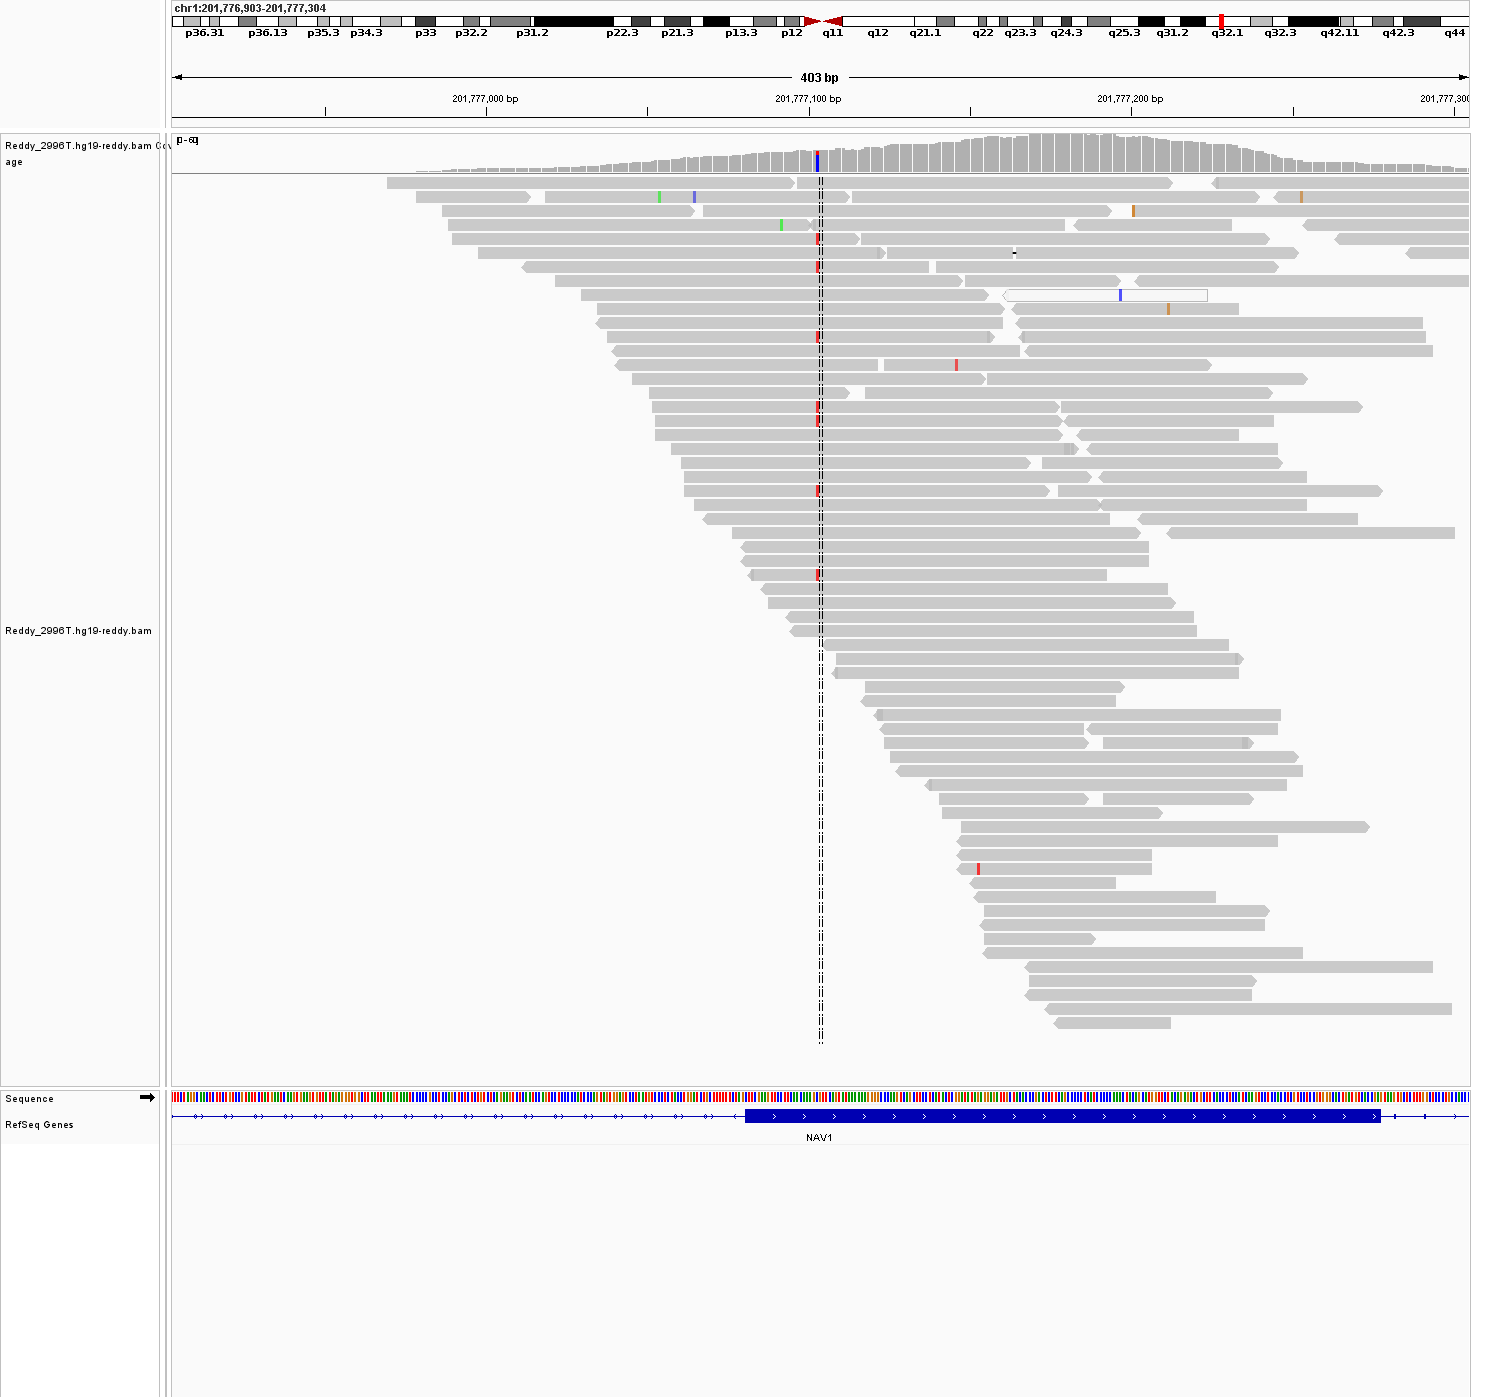 chr1:201,776,903-201,777,304
p36.31 p36.13 p35.3 p34.3 p33 p32.2 p31.2 p22.3 p21.3 p13.3 p12 q11 q12 q21.1 q22 q23.3 q24.3 q25.3 q31.2 q32.1 q32.3 q42.11 q42.3 q44
403 bp
201,777,000 bp 201,777,100 bp 201,777,200 bp 201,777,300
Reddy_2996T.hg19-reddy.bam Cov
age
[0-60]
Reddy_2996T.hg19-reddy.bam
Sequence
RefSeq Genes
NAV1